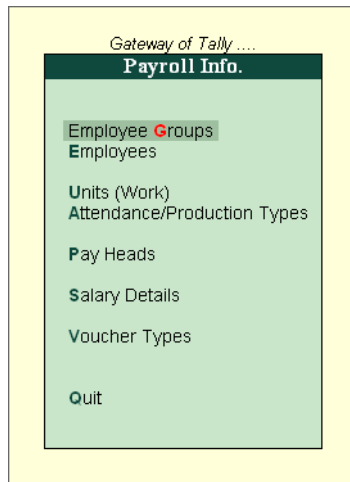 Gateway of Tally ....
Payroll Info.
Employee Groups
Employees
Units (Work)
Attendance/Production Types
Pay Heads
Salary Details
Voucher Types
Quit